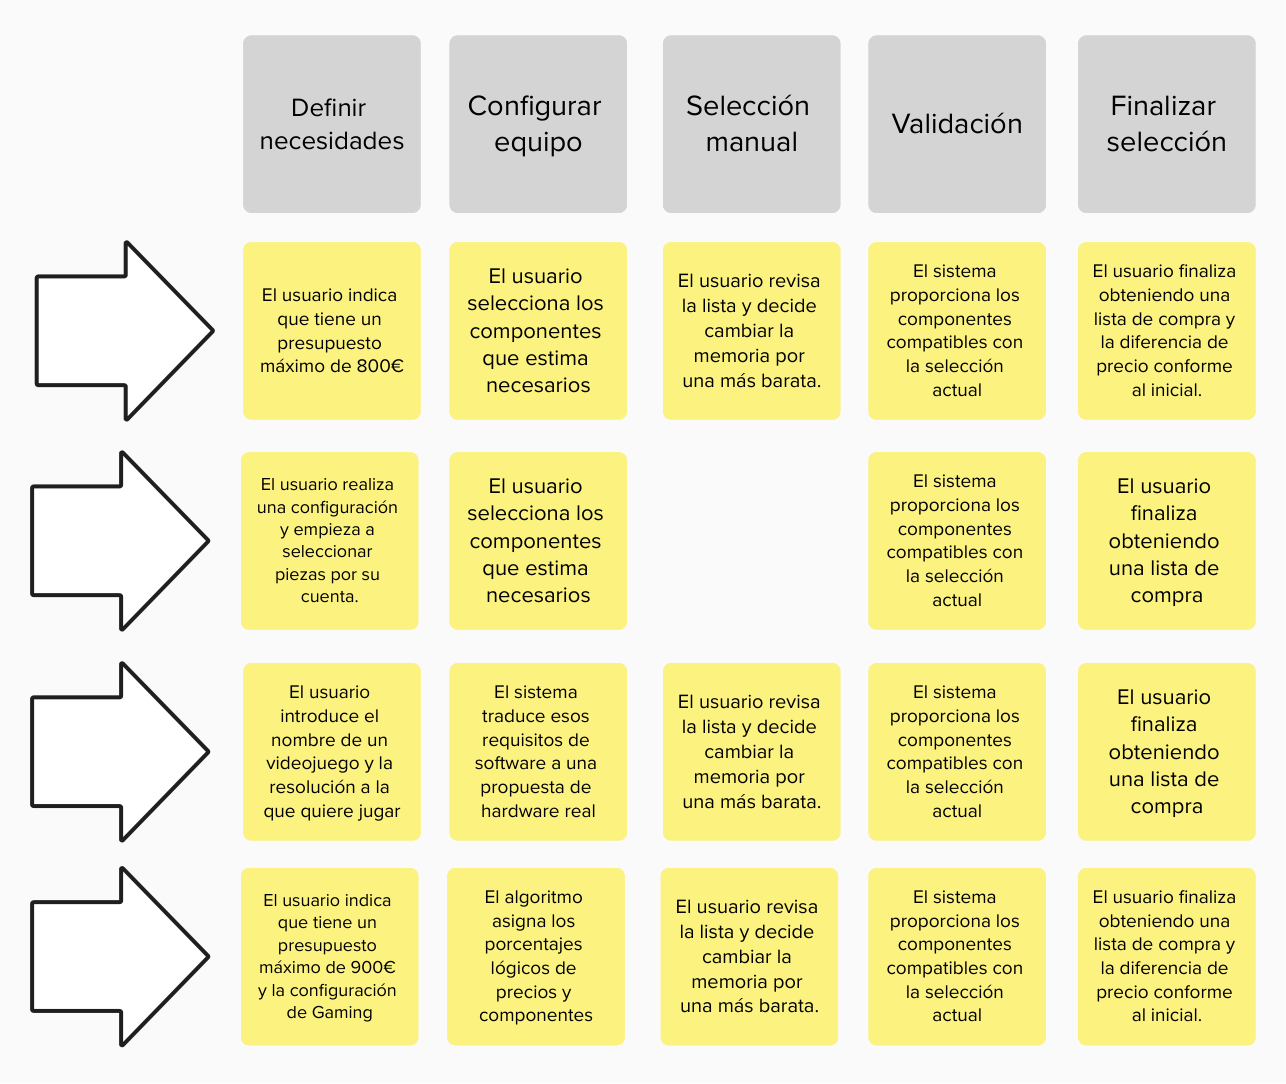 Definir
necesidades
Configurar
equipo
Selección
manual
Validación
Finalizar
selección
El usuario indica
que tiene un
presupuesto
máximo de 800€
El usuario
selecciona los
componentes
que estima
necesarios
El usuario revisa
la lista y decide
cambiar la
memoria por
una más barata.
El sistema
proporciona los
componentes
compatibles con
la selección
actual
El usuario finaliza
obteniendo una
lista de compra y
la diferencia de
precio conforme
al inicial.
El usuario realiza
una configuración
y empieza a
seleccionar
piezas por su
cuenta.
El usuario
selecciona los
componentes
que estima
necesarios
El sistema
proporciona los
componentes
compatibles con
la selección
actual
El usuario
finaliza
obteniendo
una lista de
compra
El usuario
introduce el
nombre de un
videojuego y la
resolución a la
que quiere jugar
El sistema
traduce esos
requisitos de
software a una
propuesta de
hardware real
El usuario revisa
la lista y decide
cambiar la
memoria por
una más barata.
El sistema
proporciona los
componentes
compatibles con
la selección
actual
El usuario
finaliza
obteniendo
una lista de
compra
El usuario indica
que tiene un
presupuesto
máximo de 900€
y la configuración
de Gaming
El algoritmo
asigna los
porcentajes
lógicos de
precios y
componentes
El usuario revisa
la lista y decide
cambiar la
memoria por
una más barata.
El sistema
proporciona los
componentes
compatibles con
la selección
actual
El usuario finaliza
obteniendo una
lista de compra y
la diferencia de
precio conforme
al inicial.